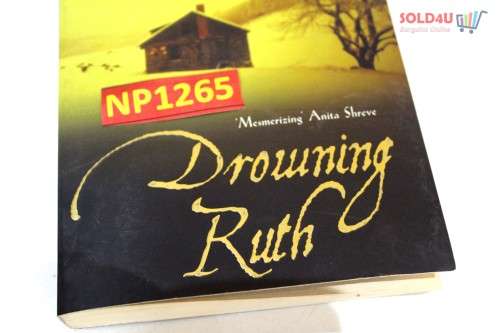 SOLD4U
Bargains Online
NP1265
'Mesmerizing' Anita Shreve
Drowning
Ruth